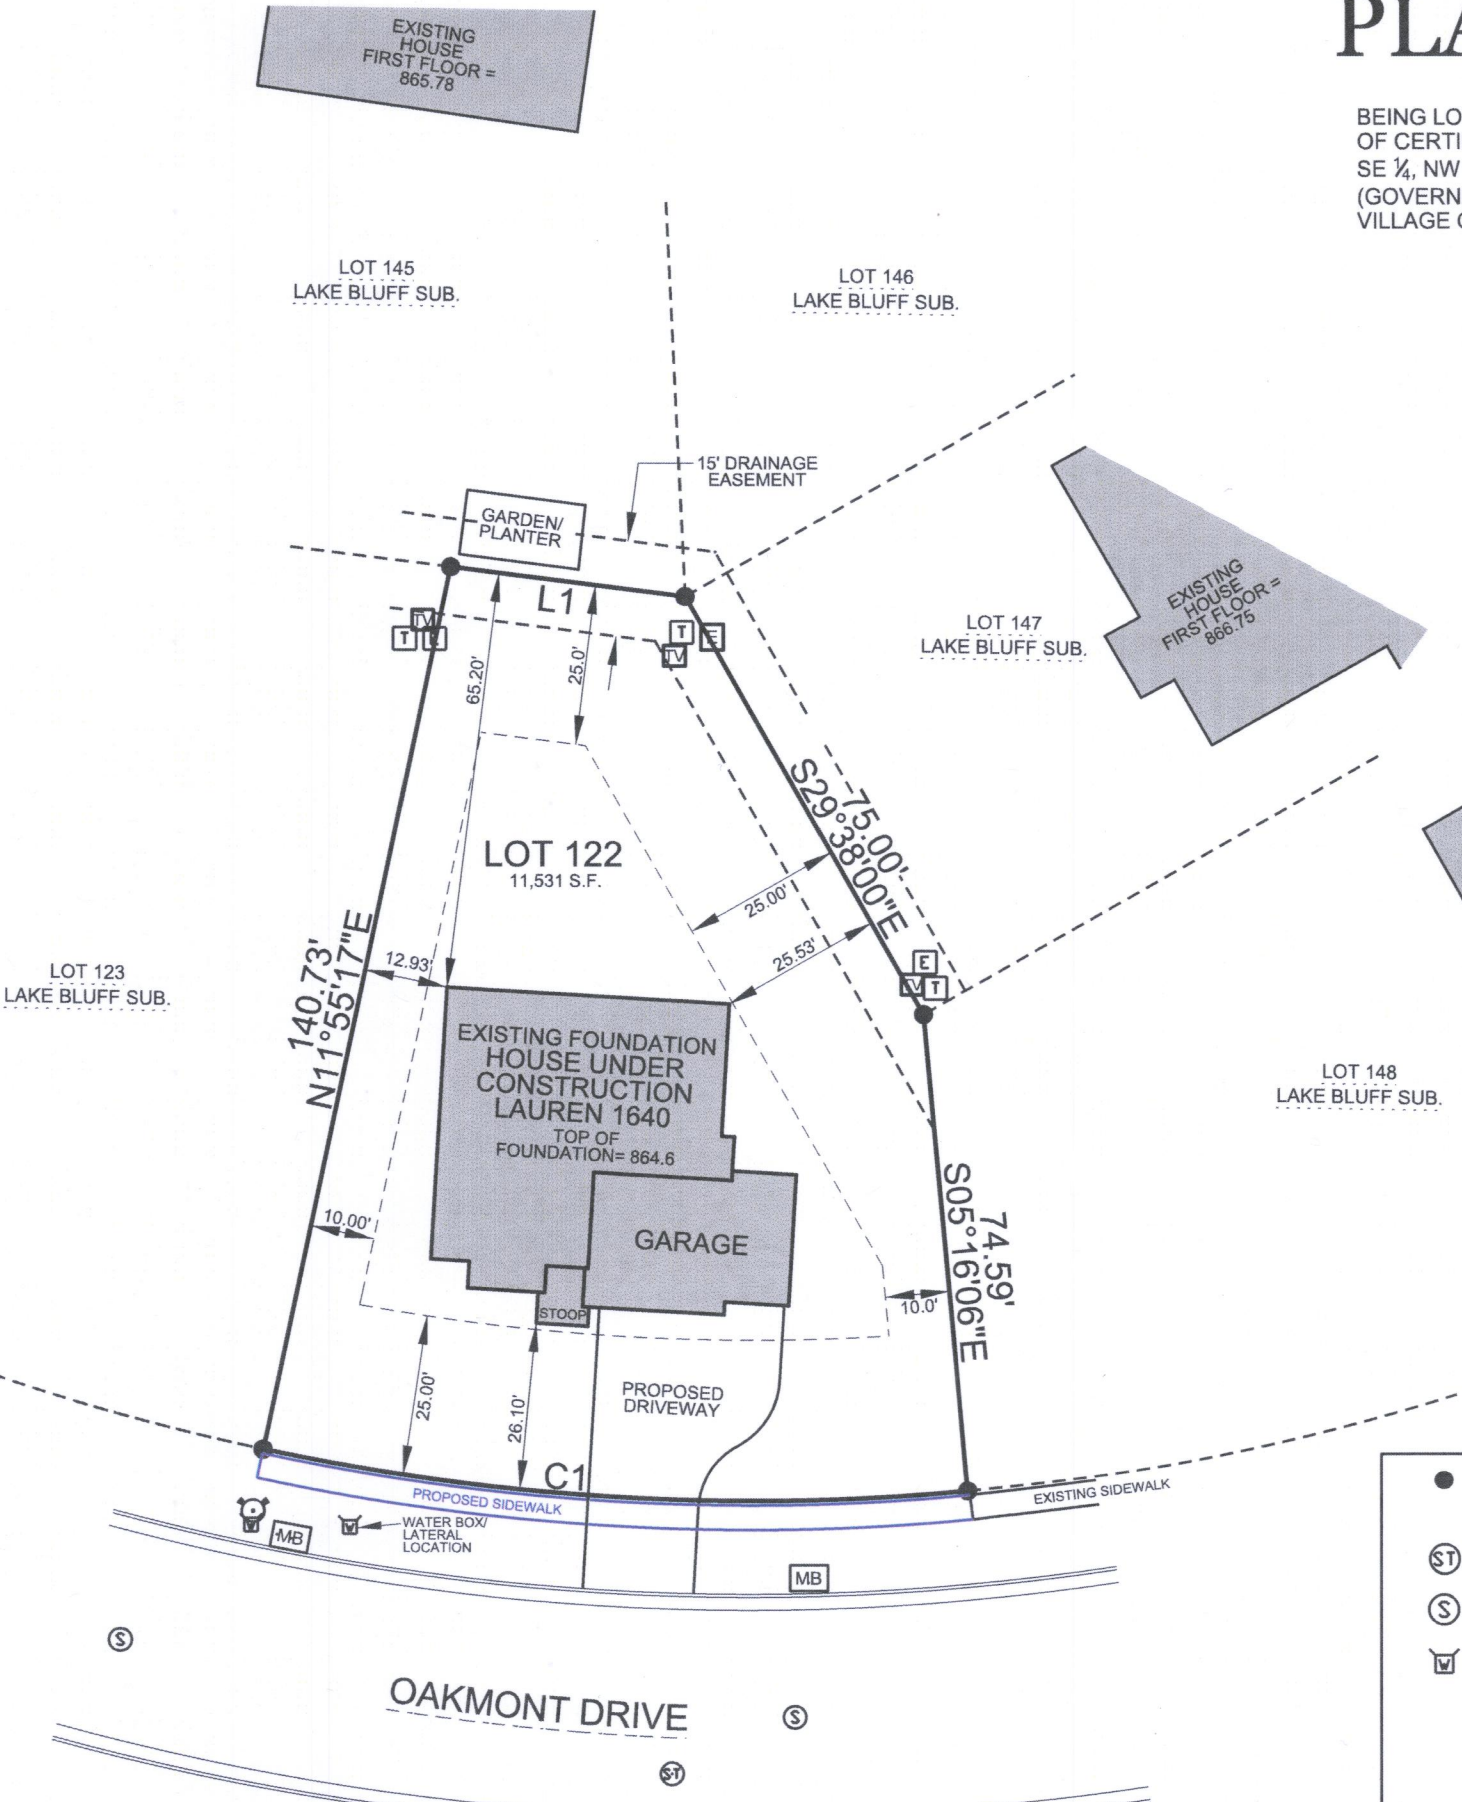 PLA
EXISTING
HOUSE
FIRST FLOOR =
865.78
BEING LO
OF CERTI
SE ¼, NW
(GOVERN
VILLAGE
LOT 145
LAKE BLUFF SUB.
LOT 146
LAKE BLUFF SUB.
15' DRAINAGE
EASEMENT
GARDEN/
PLANTER
L1
TV
T
E
T
E
TV
65.20'
25.0'
LOT 147
LAKE BLUFF SUB.
EXISTING
HOUSE
FIRST FLOOR =
866.75
75.00'
S29°38'00"E
LOT 122
11,531 S.F.
25.00'
25.53'
12.93'
140.73'
N11°55'17"E
LOT 123
LAKE BLUFF SUB.
E
TV
T
EXISTING FOUNDATION
HOUSE UNDER
CONSTRUCTION
LAUREN 1640
TOP OF
FOUNDATION= 864.6
LOT 148
LAKE BLUFF SUB.
GARAGE
10.00'
74.59'
S05°16'06"E
10.0'
STOOP
25.00'
26.10'
PROPOSED
DRIVEWAY
C1
PROPOSED SIDEWALK
EXISTING SIDEWALK
W
MB
W
WATER BOX/
LATERAL
LOCATION
MB
ST
S
W
S
OAKMONT DRIVE
S
ST